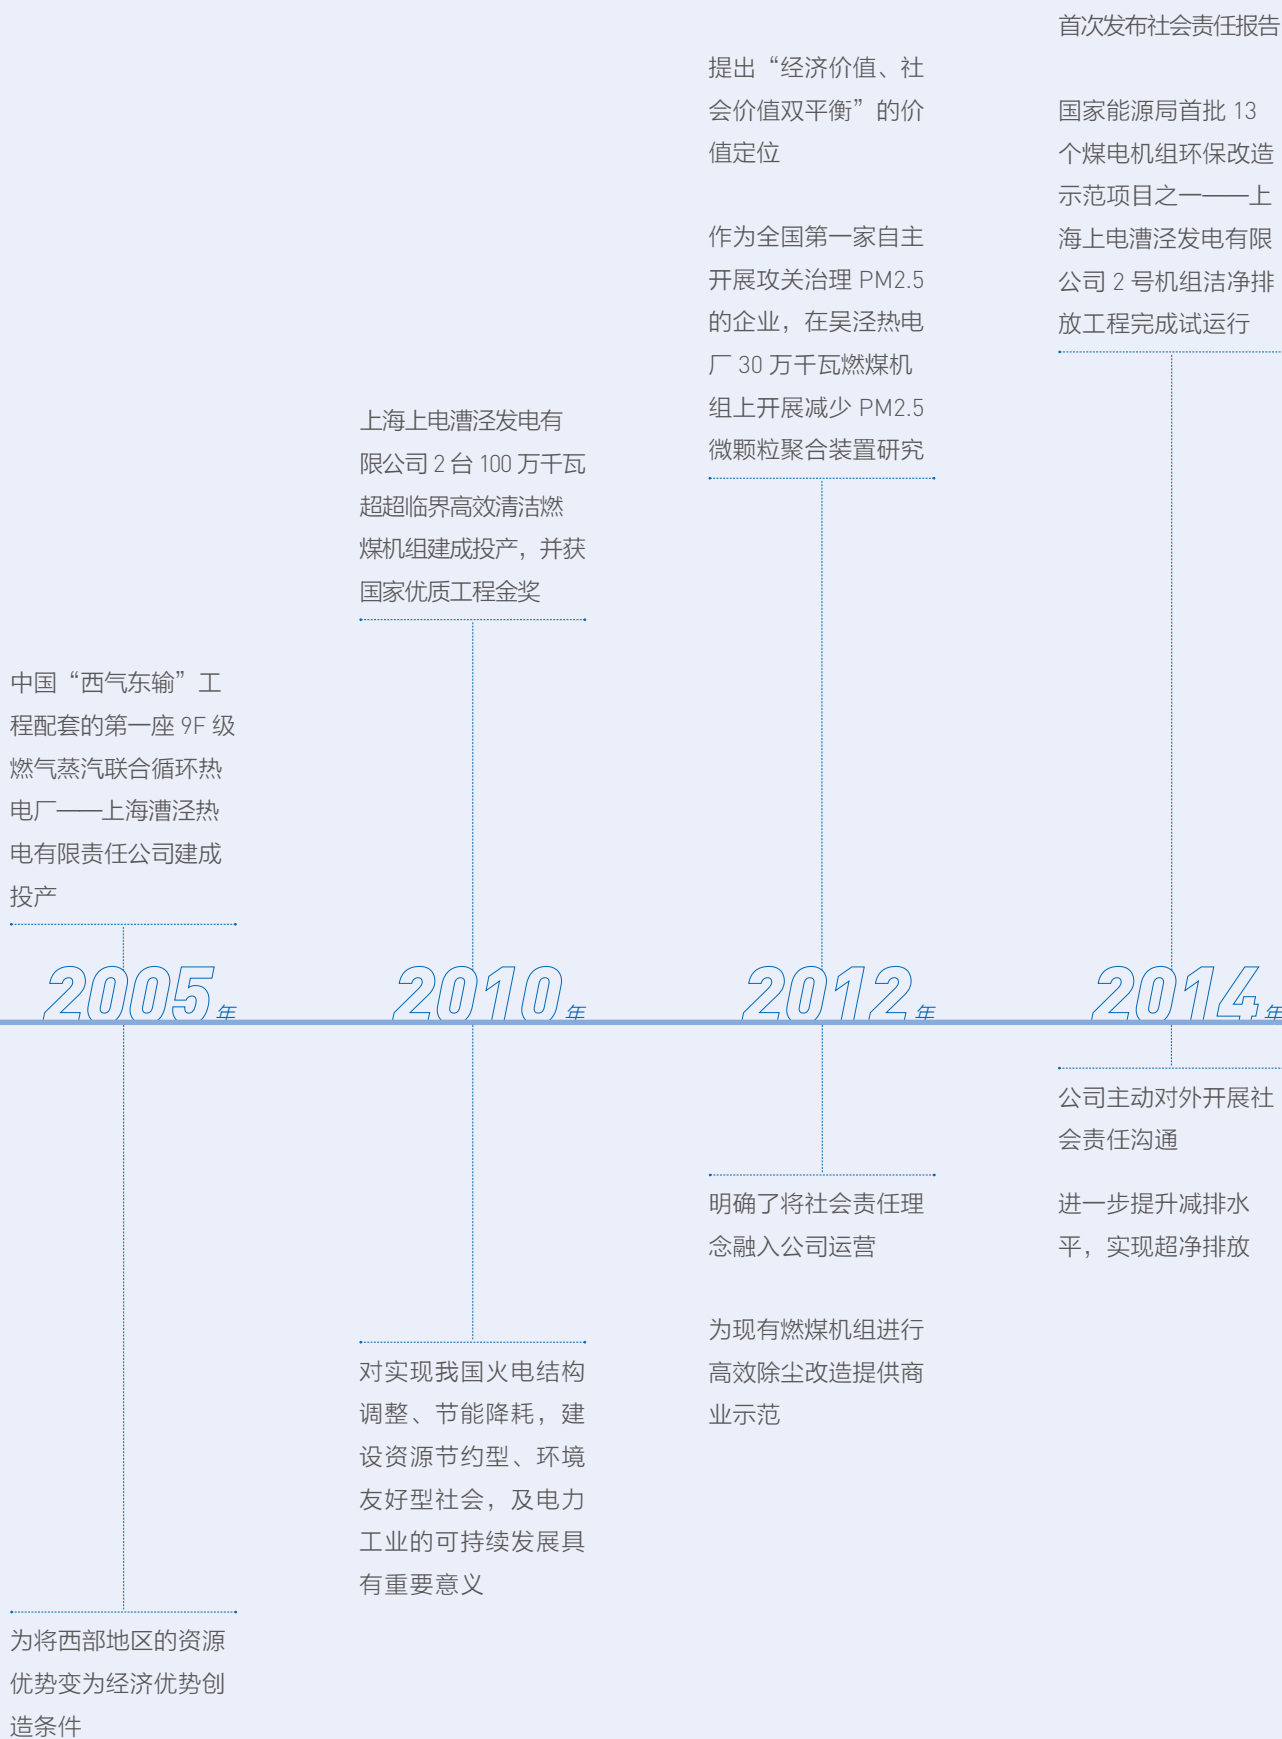 中国“西气东输”工
程配套的第一座 9F 级
燃气蒸汽联合循环热
电厂——上海漕泾热
电有限责任公司建成
投产
2005年
为将西部地区的资源
优势变为经济优势创
造条件
上海上电漕泾发电有
限公司 2 台 100 万千瓦
超超临界高效清洁燃
煤机组建成投产，并获
国家优质工程金奖
2010年
对实现我国火电结构
调整、节能降耗，建
设资源节约型、环境
友好型社会，及电力
工业的可持续发展具
有重要意义
提出“经济价值、社
会价值双平衡”的价
值定位
作为全国第一家自主
开展攻关治理 PM2.5
的企业，在吴泾热电
厂 30 万千瓦燃煤机
组上开展减少 PM2.5
微颗粒聚合装置研究
2012年
明确了将社会责任理
念融入公司运营
为现有燃煤机组进行
高效除尘改造提供商
业示范
首次发布社会责任报告
国家能源局首批 13
个煤电机组环保改造
示范项目之一——上
海上电漕泾发电有限
公司 2 号机组洁净排
放工程完成试运行
2014年
公司主动对外开展社
会责任沟通
进一步提升减排水
平，实现超净排放